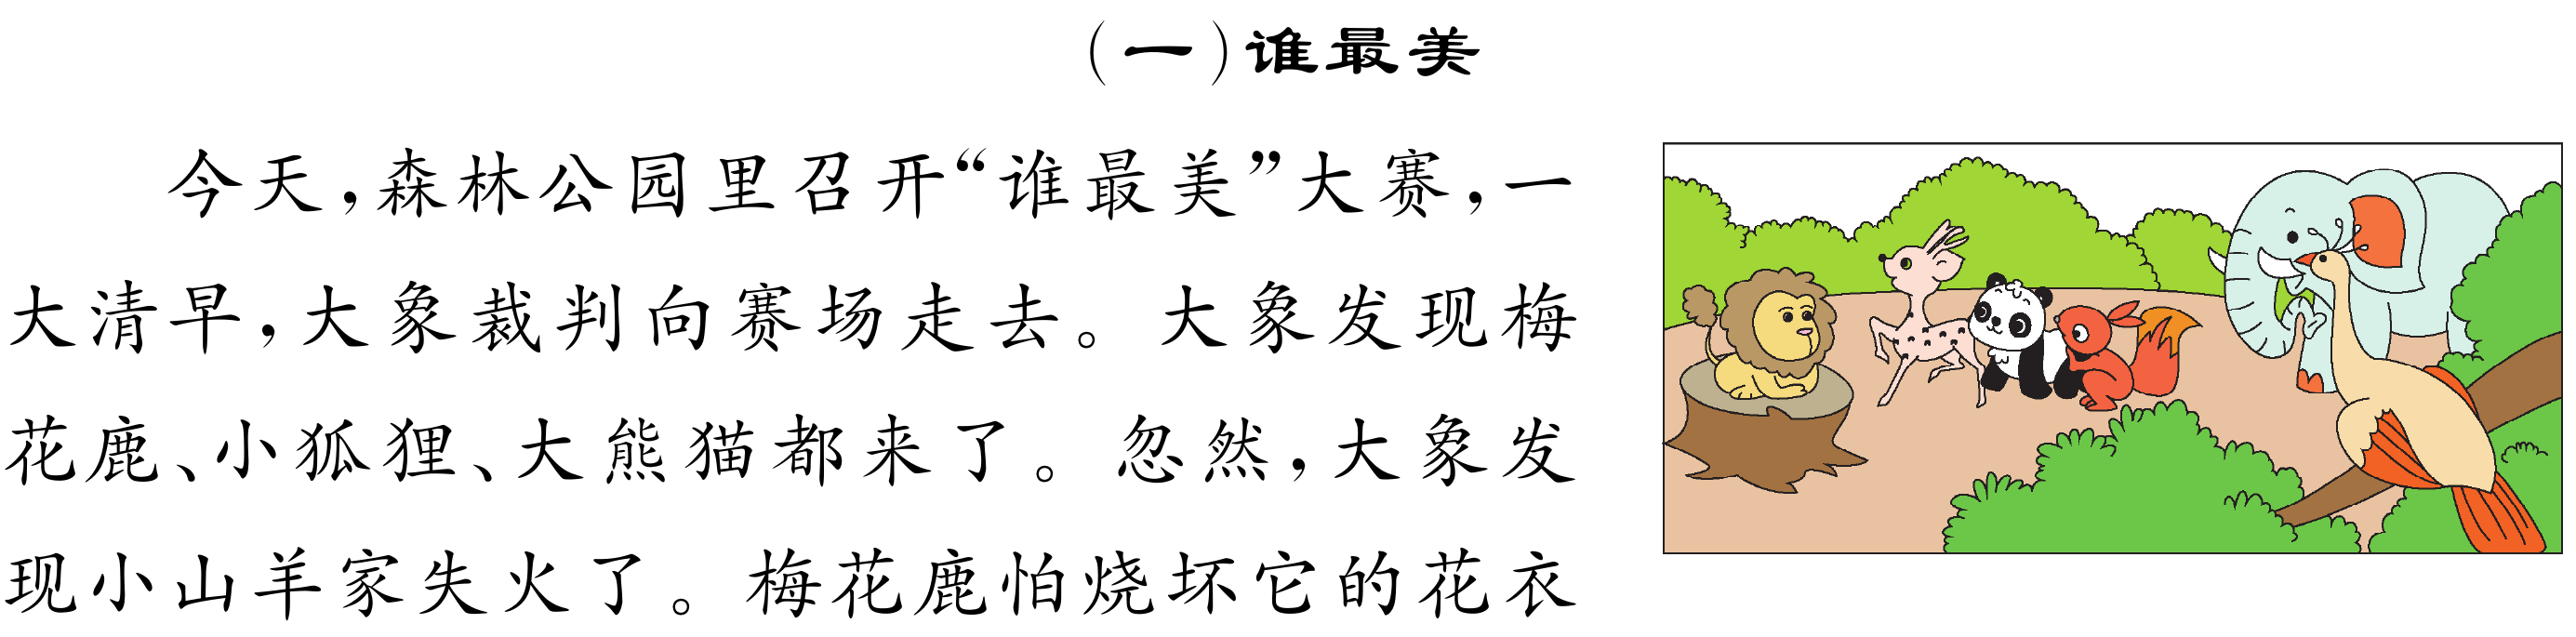 (一)谁最美
今天,森林公园里召开“谁最美”大赛,一
大清早,大象裁判向赛场走去。大象发现梅
花鹿、小狐狸、大熊猫都来了。忽然,大象发
现小山羊家失火了。梅花鹿怕烧坏它的花衣